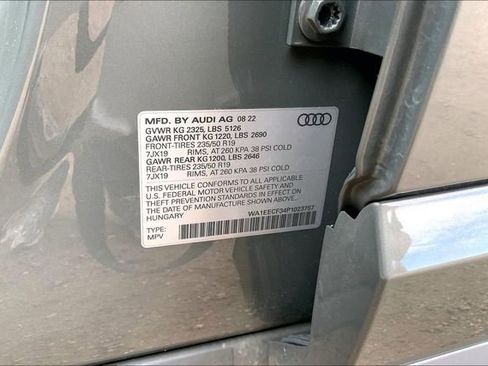 MFD. BY AUDI AG 08 22
GVWR KG 2325, LBS 5126
GAWR FRONT KG 1220, LBS 2690
FRONT-TIRES 235/50 R19
7JX19 RIMS, AT 260 KPA 38 PSI COLD
GAWR REAR KG1200, LBS 2646
REAR-TIRES 235/50 R19
7JX19 RIMS, AT 260 KPA 38 PSI COLD
THIS VEHICLE CONFORMS TO ALL
APPLICABLE FEDERAL MOTOR VEHICLE
SAFETY BUMPER AND
THEFT PREVENTION STANDARDS IN EFFECT ON
THE DATE OF MANUFACTURE SHOWN ABOVE.
HUNGARY WA1EECF34P1023757
TYPE:
MPV